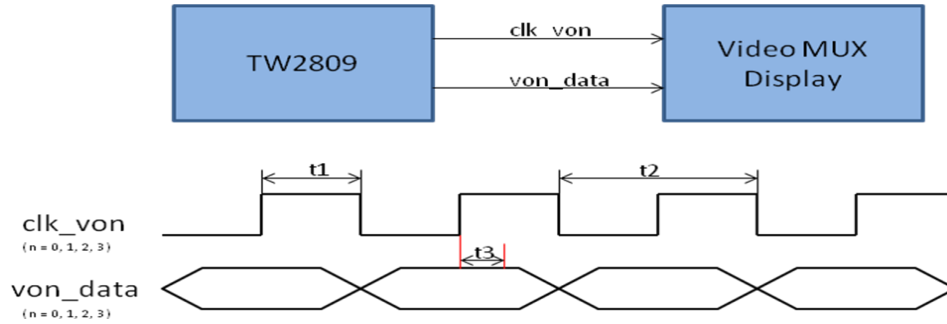 TW2809
clk_von
von_data
Video MUX
Display
t1
t2
clk_von
(n = 0, 1, 2, 3)
t3
von_data
(n = 0, 1, 2, 3)